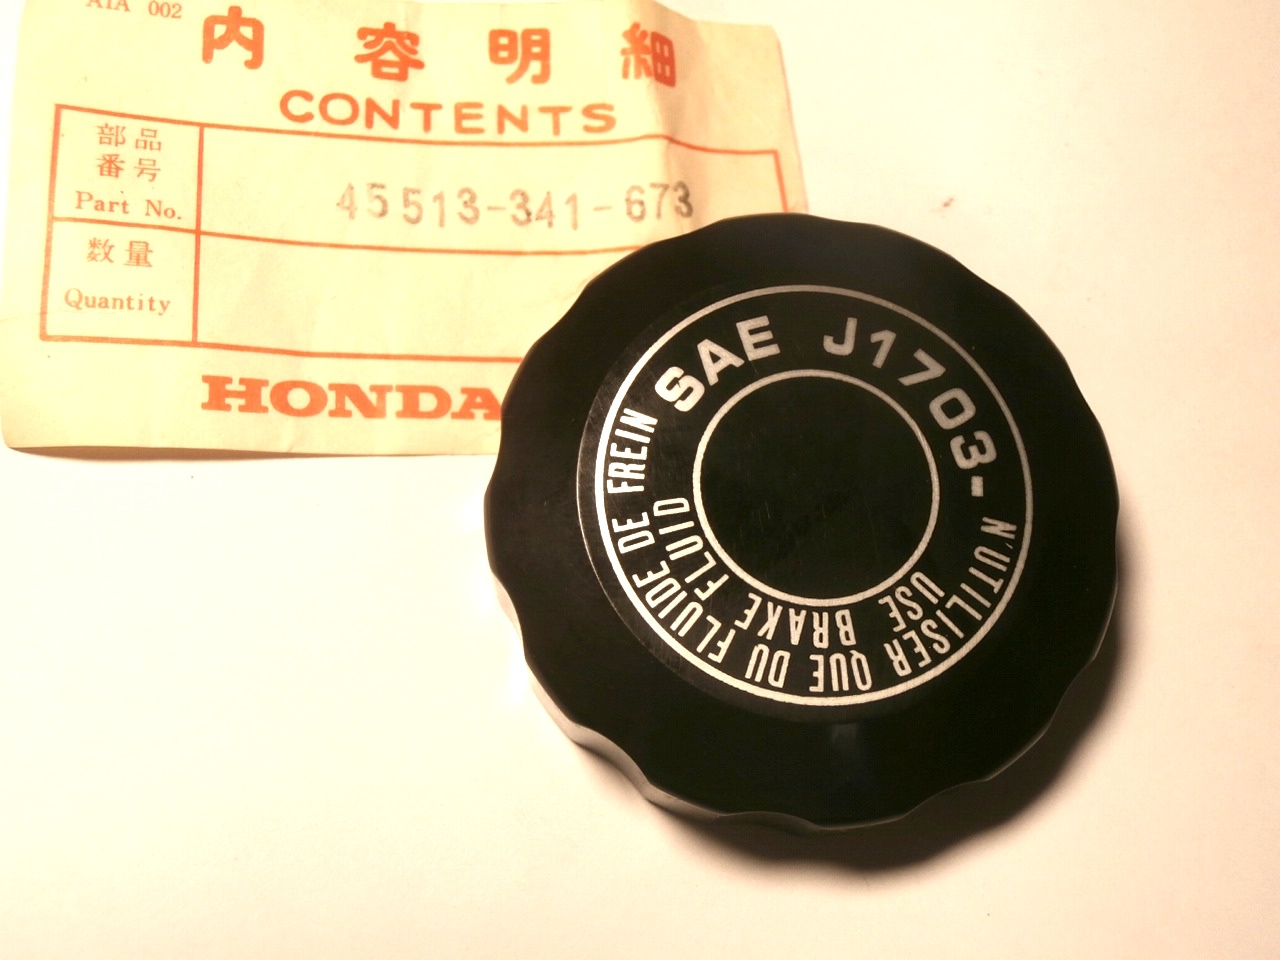 A1A 002
内容明細
CONTENTS
部品
番号
Part No.
45513-341-673
数量
Quantity
HONDA
SAE J1703-
N'UTILISER QUE DU FLUIDE DE FREIN
USE BRAKE FLUID